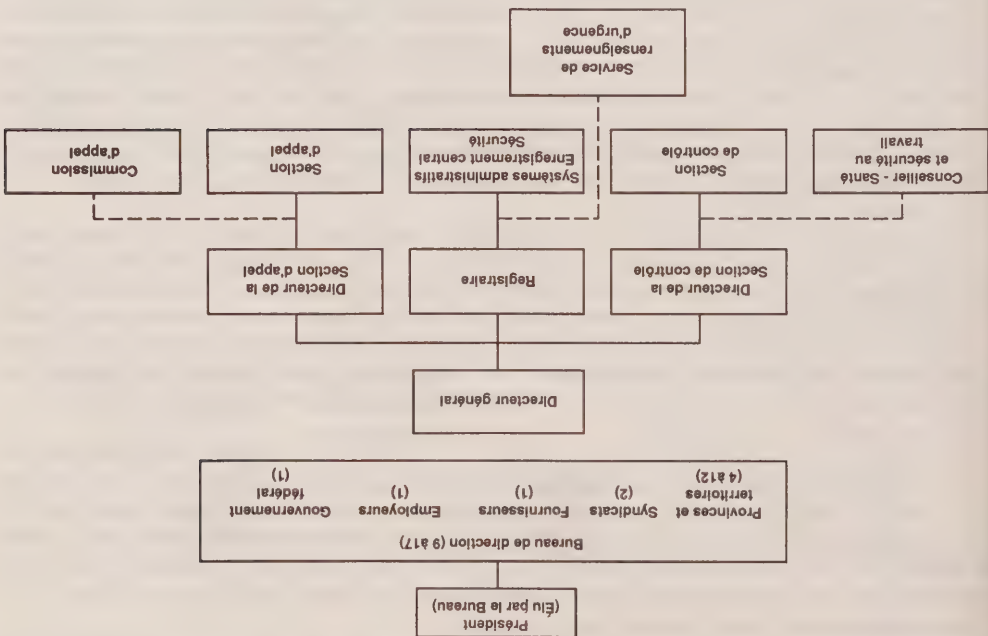 Président
(Élu par le Bureau)
Bureau de direction (9 à17)
Provinces et
territoires
(4 à12)
Syndicats
(2)
Fournisseurs
(1)
Employeurs
(1)
Gouvernement
fédéral
(1)
Directeur général
Directeur de la
Section de contrôle
Registraire
Directeur de la
Section d'appel
Conseiller - Santé
et sécurité au
travaill
Section
de contrôle
Systèmes administratifs
Enregistrement central
Sécurité
Section
d'appel
Commission
d'appel
Service de
renseignements
d'urgence